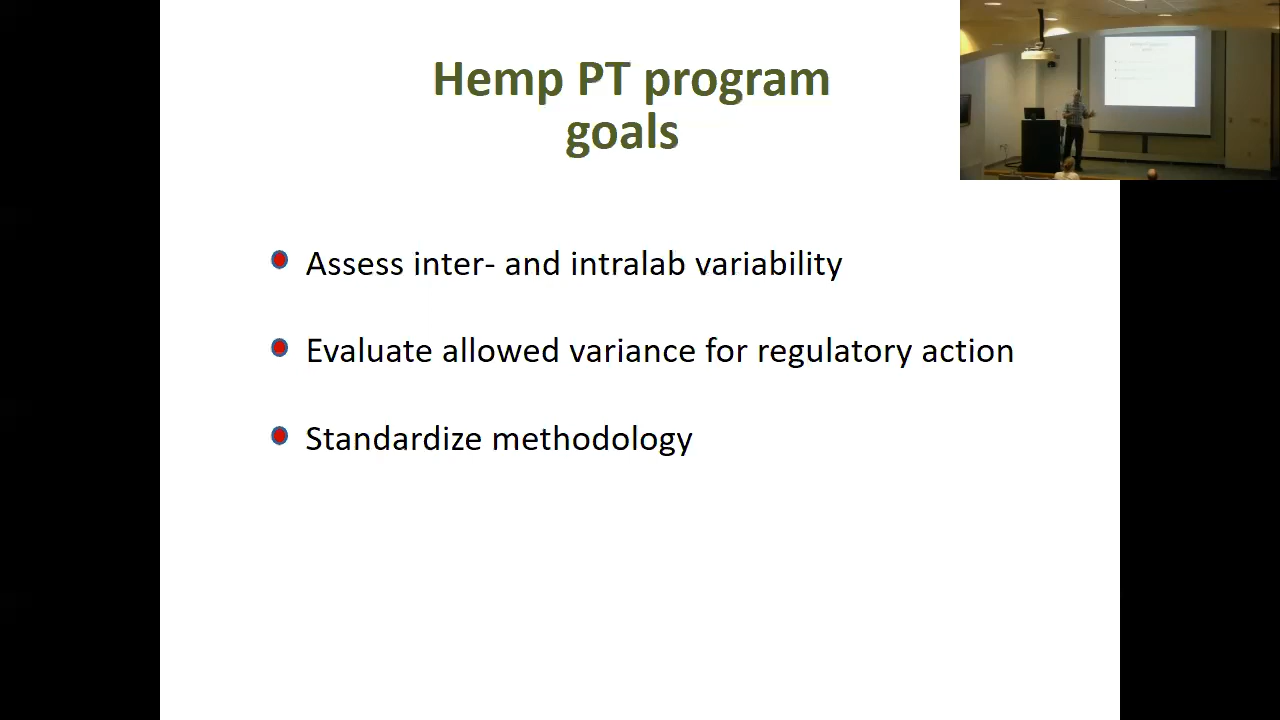 Hemp PT program
goals
Assess inter- and intralab variability
Evaluate allowed variance for regulatory action
Standardize methodology